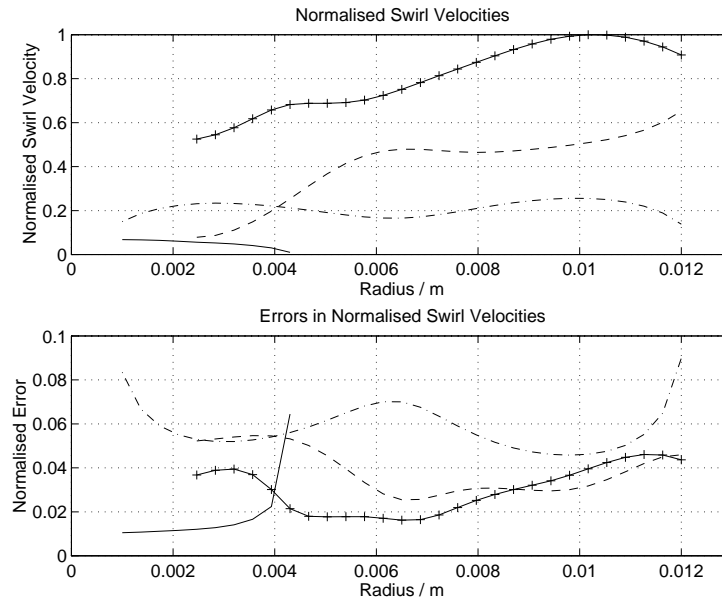 Normalised Swirl Velocities
1
0.8
0.6
0.4
0.2
0
Normalised Swirl Velocity
0 0.002 0.004 0.006 0.008 0.01 0.012
Radius / m
Errors in Normalised Swirl Velocities
0.1
0.08
0.06
0.04
0.02
0
Normalised Error
0 0.002 0.004 0.006 0.008 0.01 0.012
Radius / m